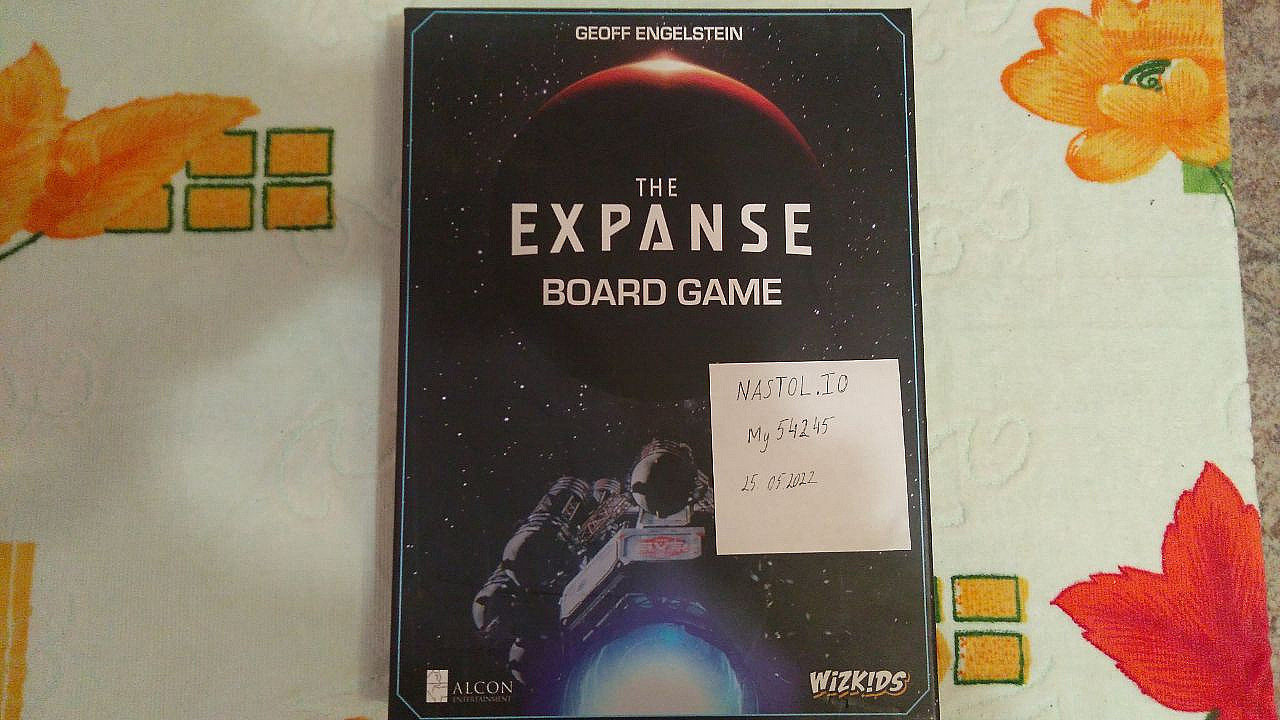 GEOFF ENGELSTEIN
THE
EXPANSE
BOARD GAME
NASTOL.IO
My 54245
25 05 2022
ALCON
ENTERTAINMENT
WIZKIDS